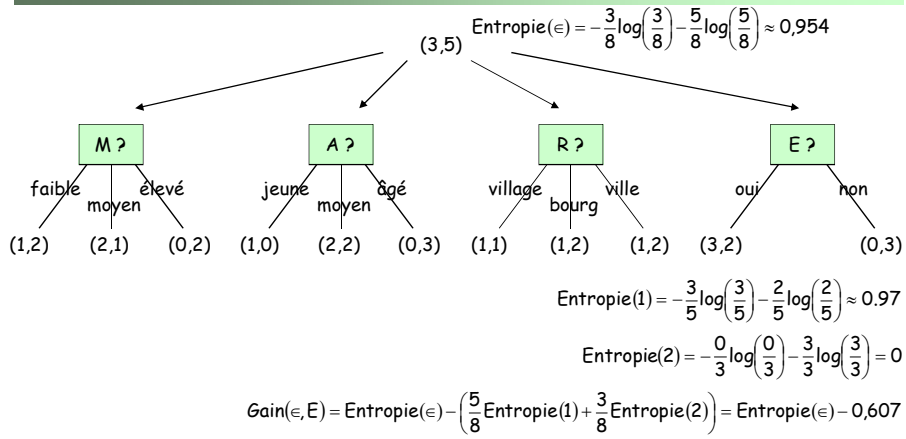 (3,5) Entropie(∈) = −3/8 log(3/8) − 5/8 log(5/8) ≈ 0,954
M ? A ? R ? E ?
faible moyen élevé jeune moyen âgé village bourg ville oui non
(1,2) (2,1) (0,2) (1,0) (2,2) (0,3) (1,1) (1,2) (1,2) (3,2) (0,3)
Entropie(1) = −3/5 log(3/5) − 2/5 log(2/5) ≈ 0.97
Entropie(2) = −0/3 log(0/3) − 3/3 log(3/3) = 0
Gain(∈, E) = Entropie(∈) − (5/8 Entropie(1) + 3/8 Entropie(2)) = Entropie(∈) − 0,607